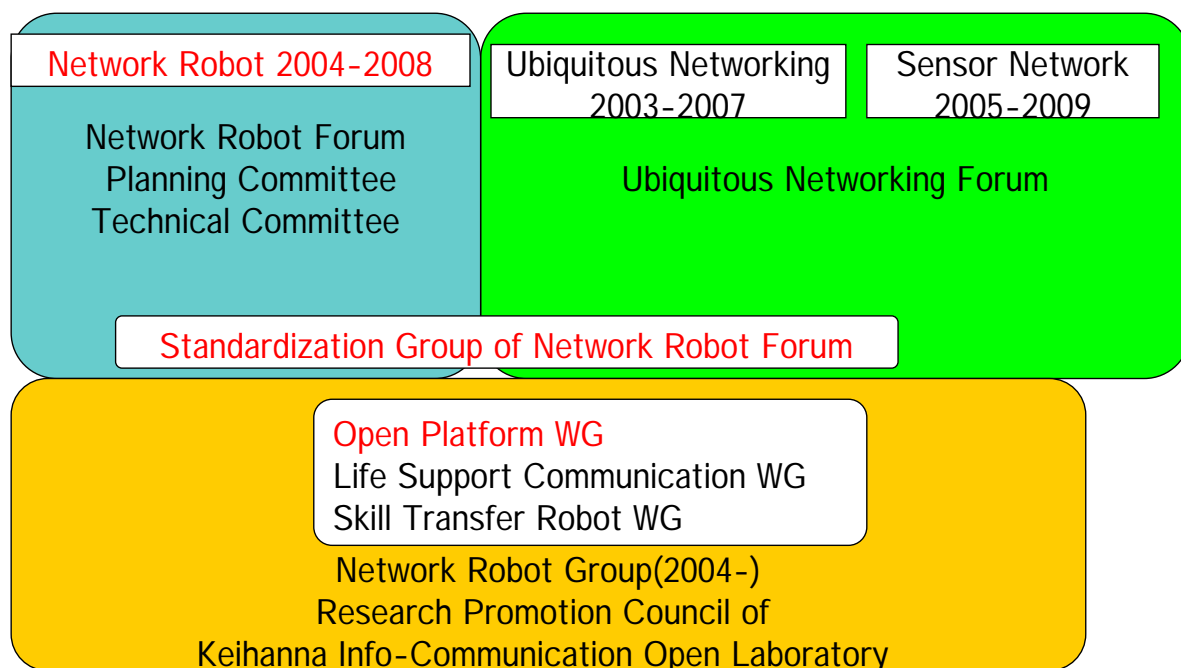 Network Robot 2004-2008
Network Robot Forum
Planning Committee
Technical Committee
Ubiquitous Networking
2003-2007
Sensor Network
2005-2009
Ubiquitous Networking Forum
Standardization Group of Network Robot Forum
Open Platform WG
Life Support Communication WG
Skill Transfer Robot WG
Network Robot Group(2004-)
Research Promotion Council of
Keihanna Info-Communication Open Laboratory